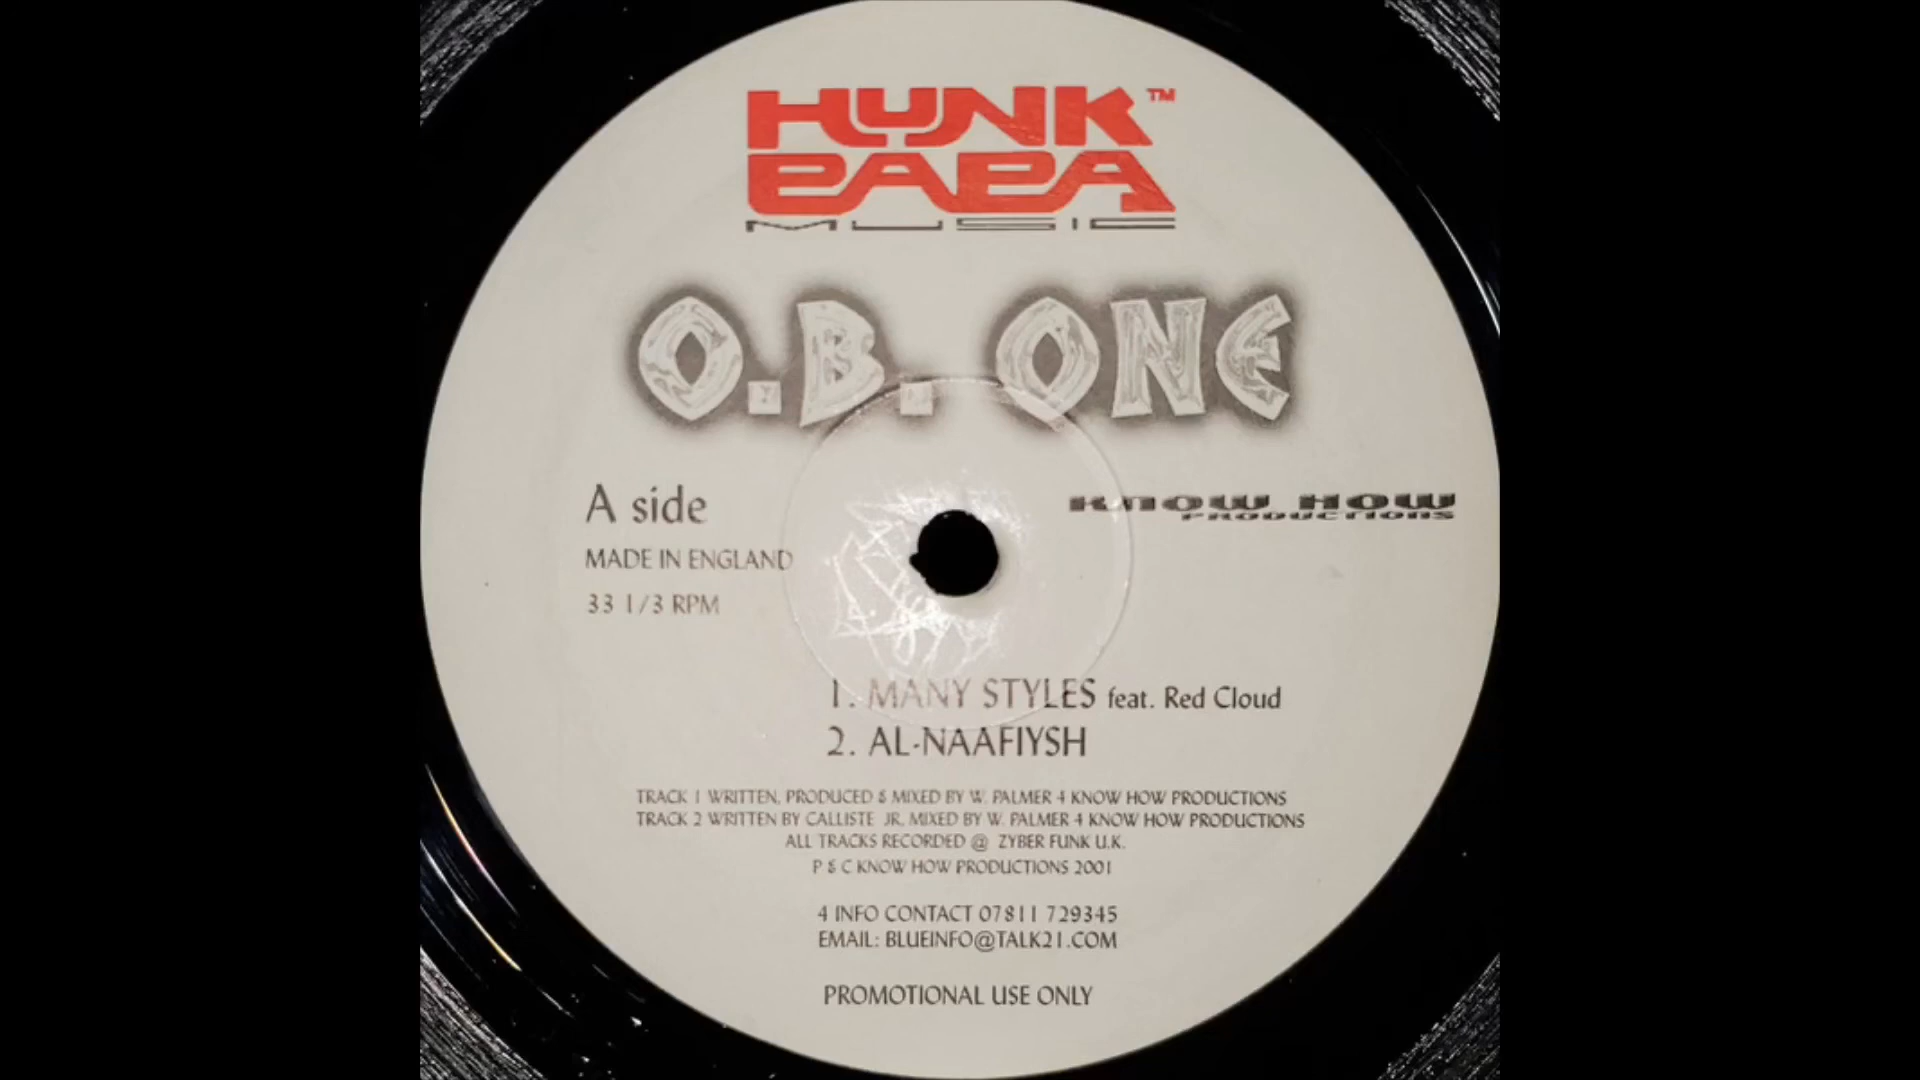 HUNK TM
PAPA
MUSIC
O.B. ONE
A side
KNOW HOW
PRODUCTIONS
MADE IN ENGLAND
33 1/3 RPM
1. MANY STYLES feat. Red Cloud
2. AL-NAAFIYSH
TRACK 1 WRITTEN, PRODUCED & MIXED BY W. PALMER 4 KNOW HOW PRODUCTIONS
TRACK 2 WRITTEN BY CALLISTE JR. MIXED BY W. PALMER 4 KNOW HOW PRODUCTIONS
ALL TRACKS RECORDED @ ZYBER FUNK U.K.
P & C KNOW HOW PRODUCTIONS 2001
4 INFO CONTACT 07811 729345
EMAIL: BLUEINFO@TALK21.COM
PROMOTIONAL USE ONLY